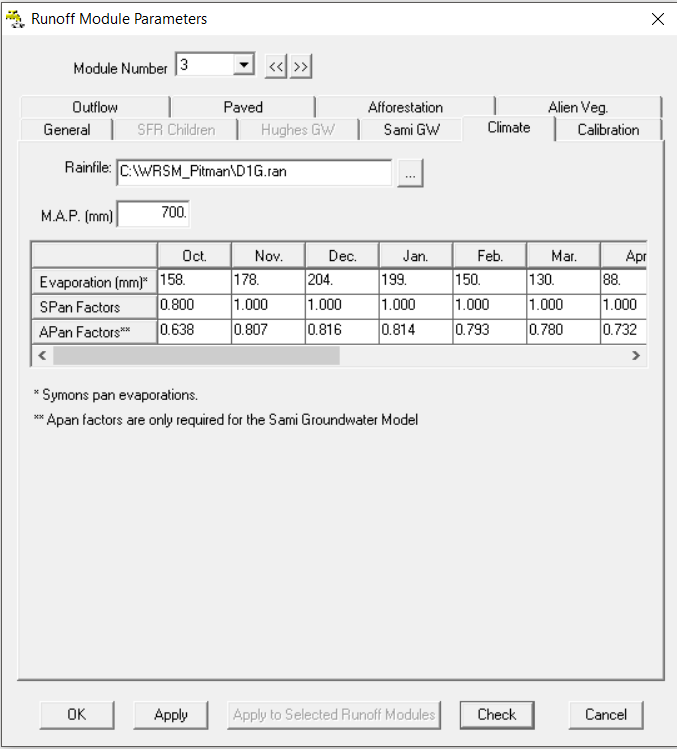 Runoff Module Parameters
Module Number 3 << >>
Outflow Paved Afforestation Alien Veg.
General SFR Children Hughes GW Sami GW Climate Calibration
Rainfile: C:\WRSM_Pitman\D1G.ran ...
M.A.P. (mm) 700.
Oct. Nov. Dec. Jan. Feb. Mar. Apr
Evaporation (mm)* 158. 178. 204. 199. 150. 130. 88.
SPan Factors 0.800 1.000 1.000 1.000 1.000 1.000 1.000
APan Factors** 0.638 0.807 0.816 0.814 0.793 0.780 0.732
* Symons pan evaporations.
** Apan factors are only required for the Sami Groundwater Model
OK Apply Apply to Selected Runoff Modules Check Cancel